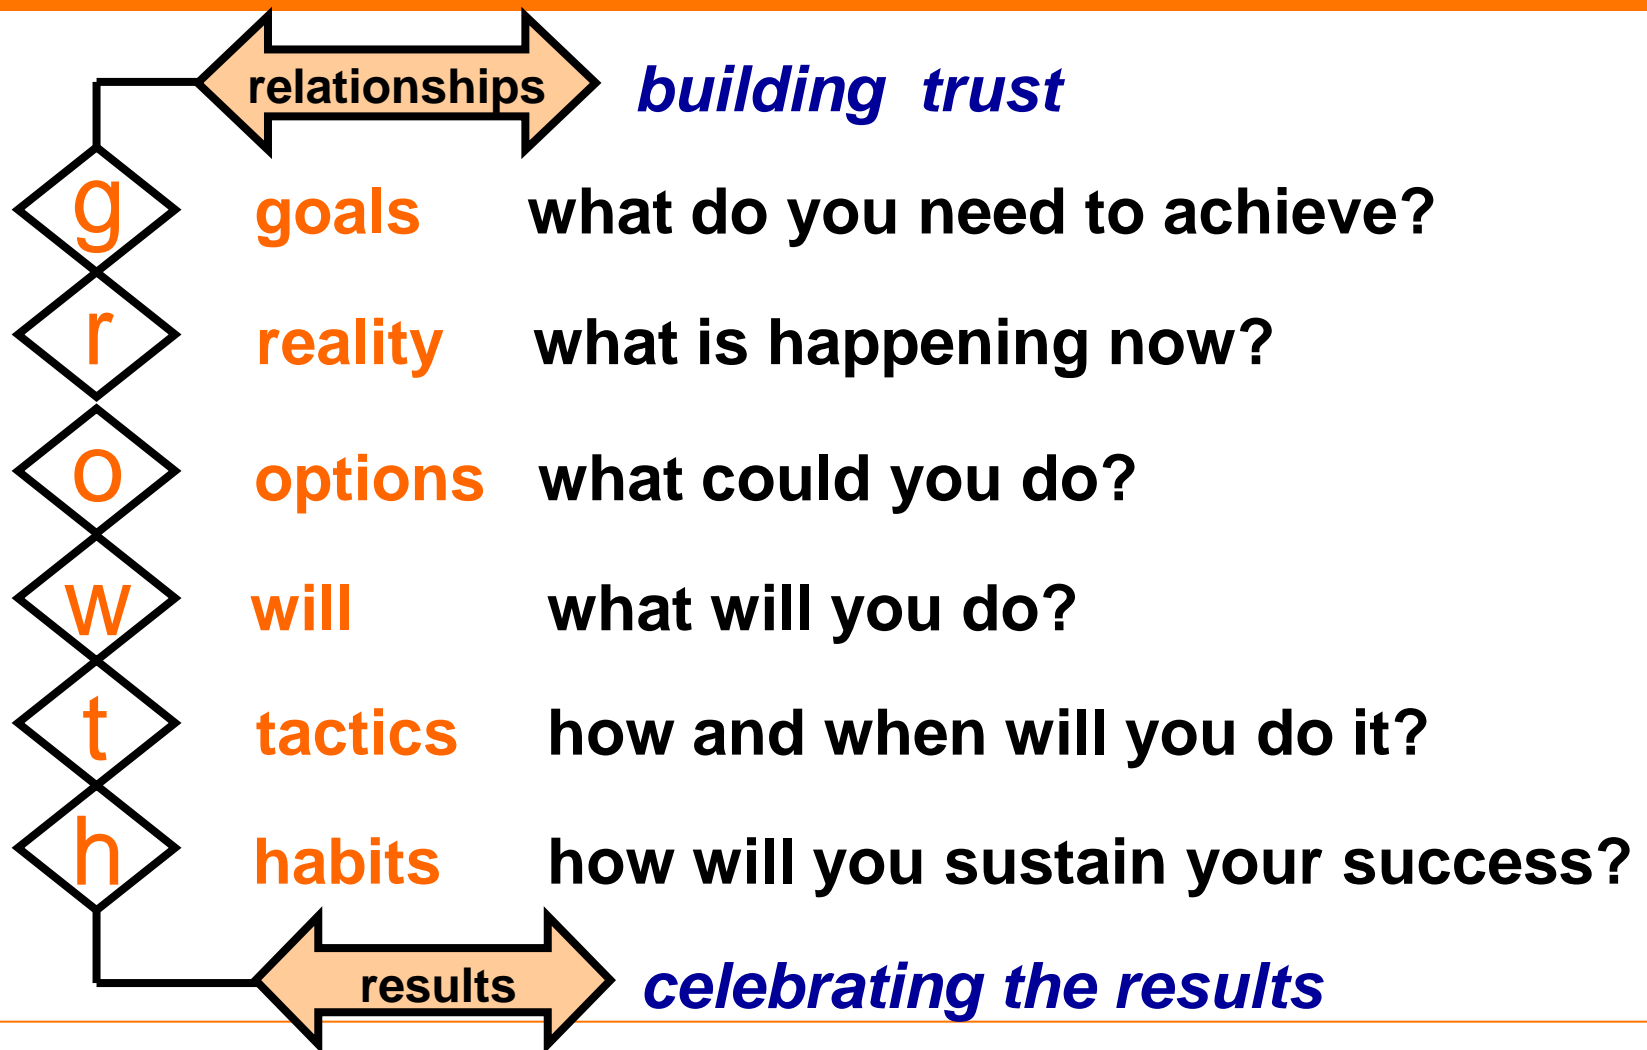 relationships building trust
g goals what do you need to achieve?
r reality what is happening now?
o options what could you do?
w will what will you do?
t tactics how and when will you do it?
h habits how will you sustain your success?
results celebrating the results